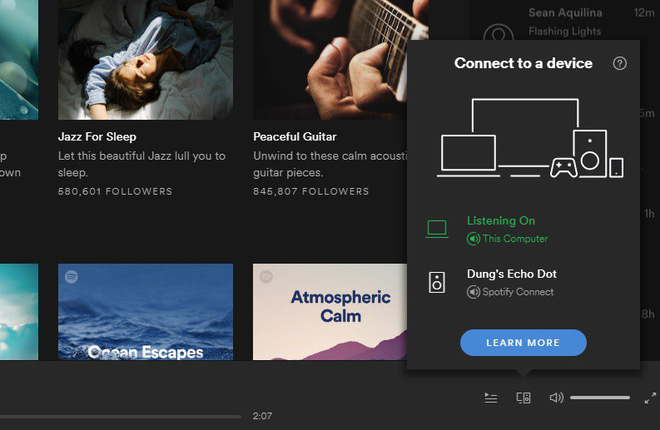 Sean Aquilina
12m
Flashing Lights
Connect to a device
?
Jazz For Sleep
Let this beautiful Jazz lull you to
sleep.
580,601 FOLLOWERS
Peaceful Guitar
Unwind to these calm acousti
guitar pieces.
845,807 FOLLOWERS
own
Listening On
This Computer
1h
Dung's Echo Dot
Spotify Connect
Atmospheric
Calm
Ocean Escapes
LEARN MORE
2:07